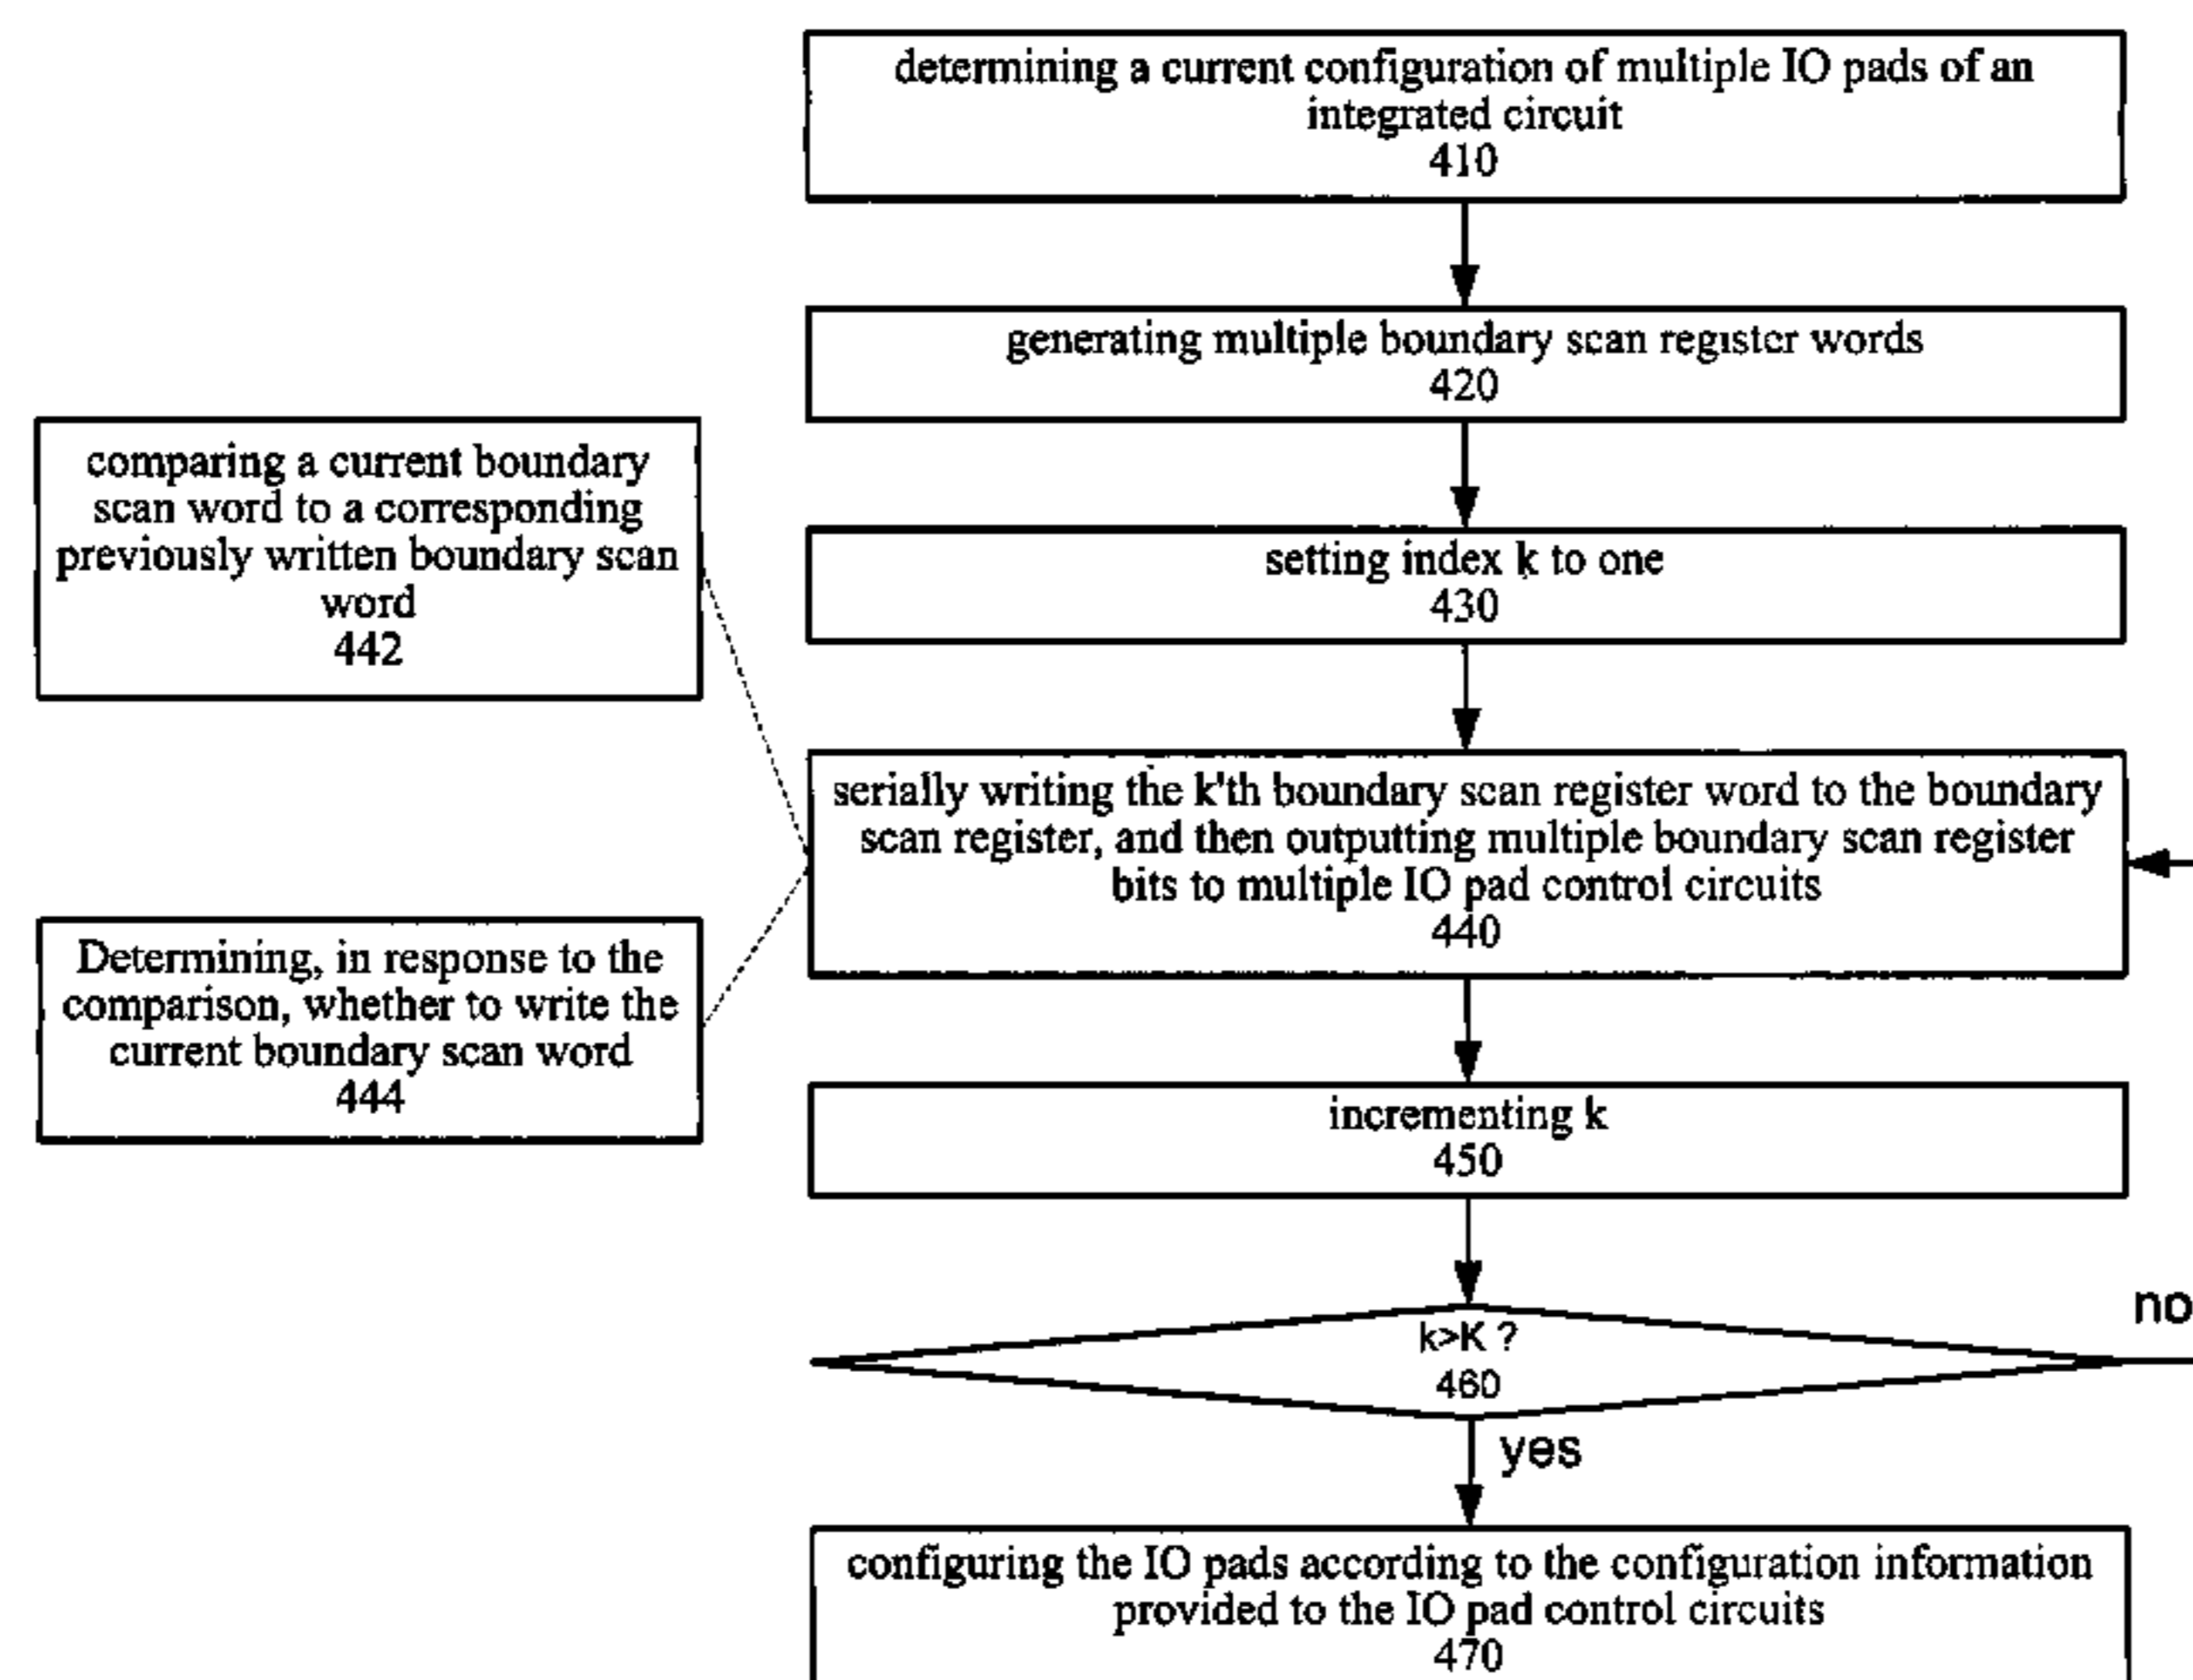 determining a current configuration of multiple IO pads of an
integrated circuit
410
generating multiple boundary scan register words
420
comparing a current boundary
scan word to a corresponding
previously written boundary scan
word
442
setting index k to one
430
serially writing the k'th boundary scan register word to the boundary
scan register, and then outputting multiple boundary scan register
bits to multiple IO pad control circuits
440
Determining, in response to the
comparison, whether to write the
current boundary scan word
444
incrementing k
450
k>K ?
460
no
yes
configuring the IO pads according to the configuration information
provided to the IO pad control circuits
470